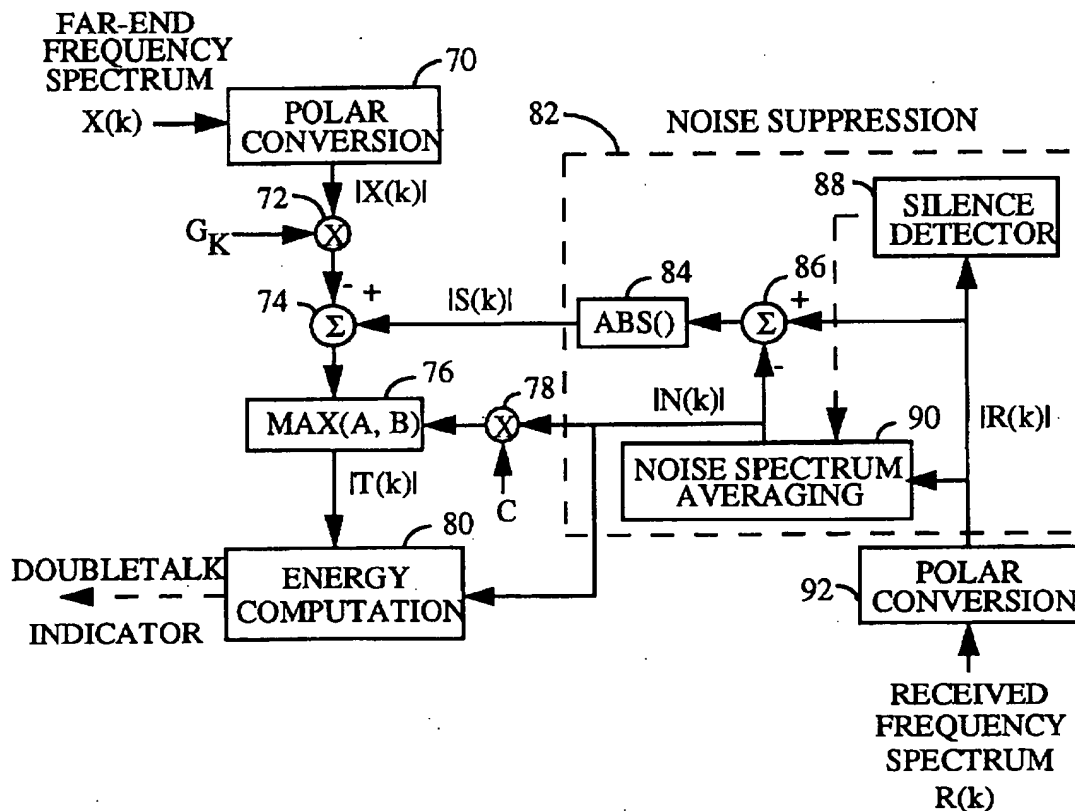 FAR-END
FREQUENCY
SPECTRUM
X(k)
70
POLAR
CONVERSION
|X(k)|
72
G_K
X
- +
74
Σ
|S(k)|
82
NOISE SUPPRESSION
88
SILENCE
DETECTOR
84
ABS()
86
+
Σ
-
76
MAX(A, B)
78
X
C
|N(k)|
90
NOISE SPECTRUM
AVERAGING
|R(k)|
|T(k)|
80
ENERGY
COMPUTATION
DOUBLETALK
INDICATOR
92
POLAR
CONVERSION
RECEIVED
FREQUENCY
SPECTRUM
R(k)